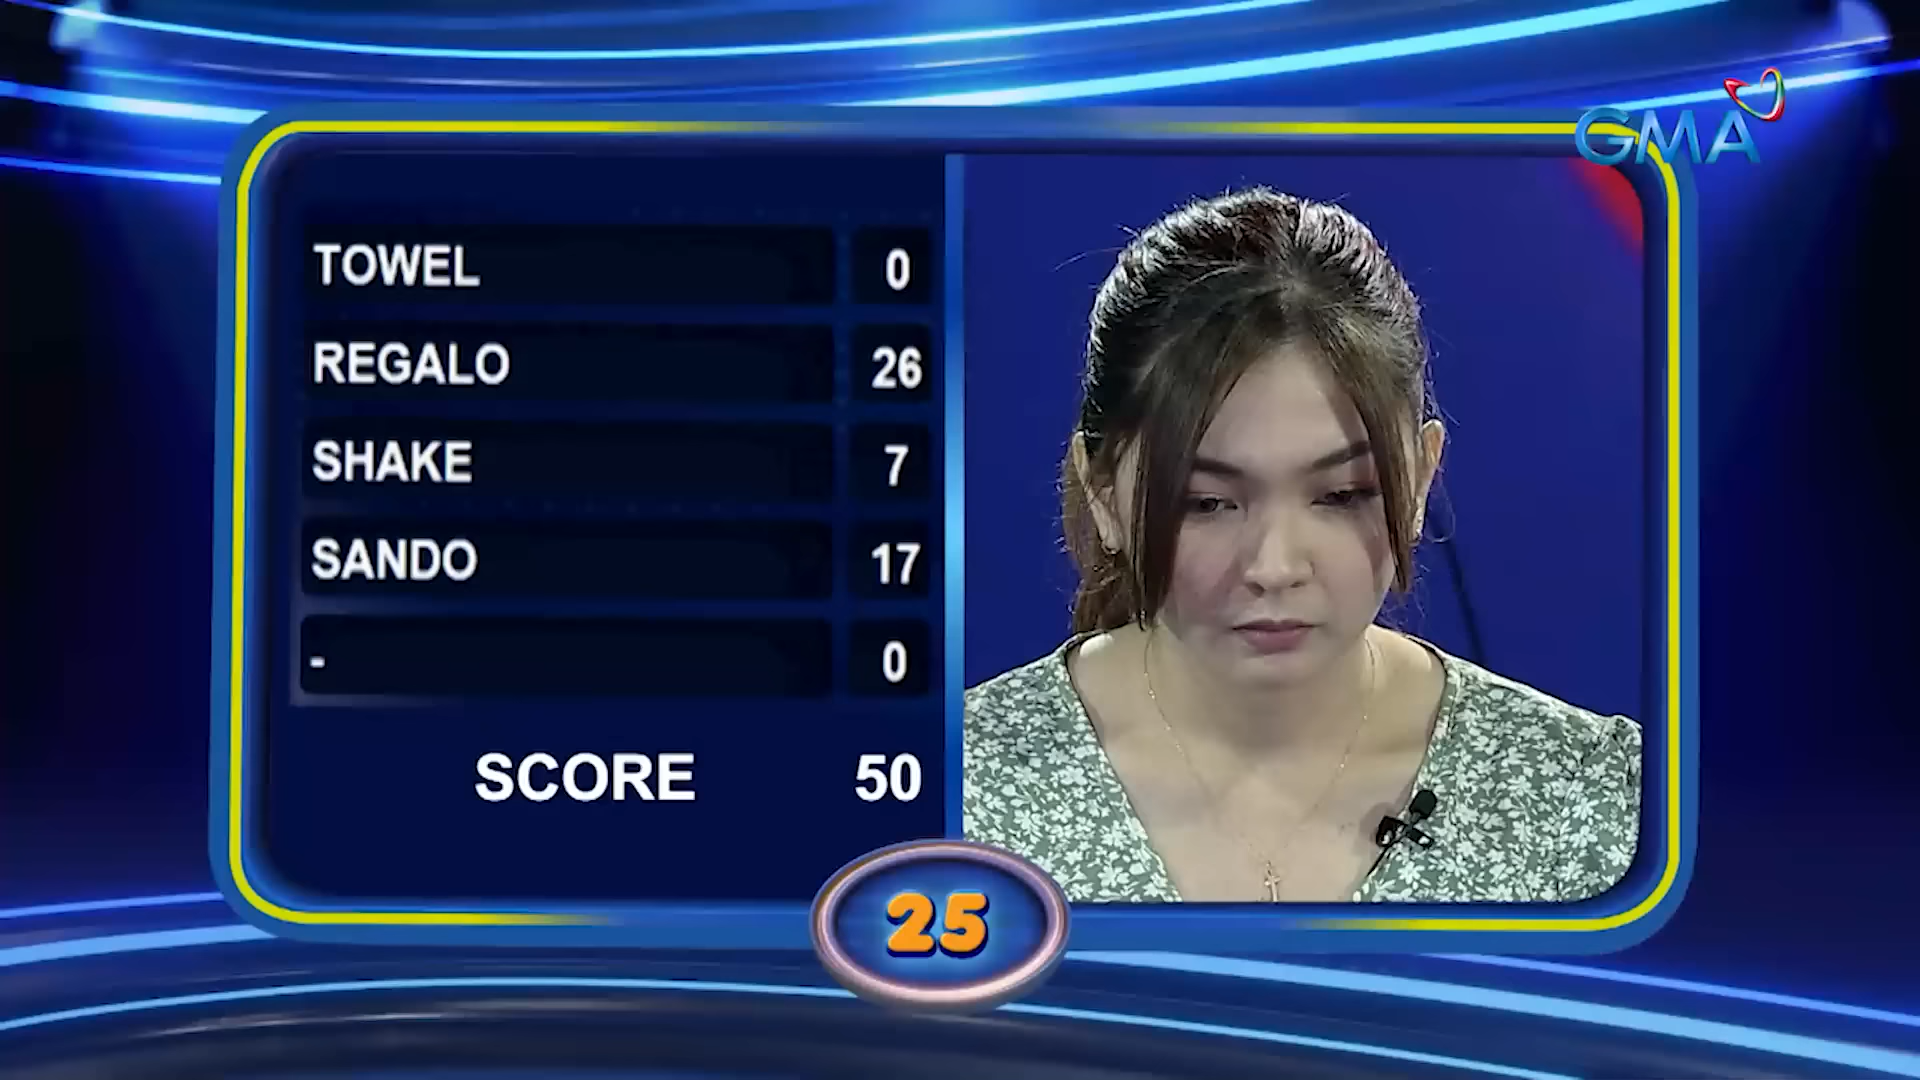 GMA
TOWEL 0
REGALO 26
SHAKE 7
SANDO 17
- 0
SCORE 50
25